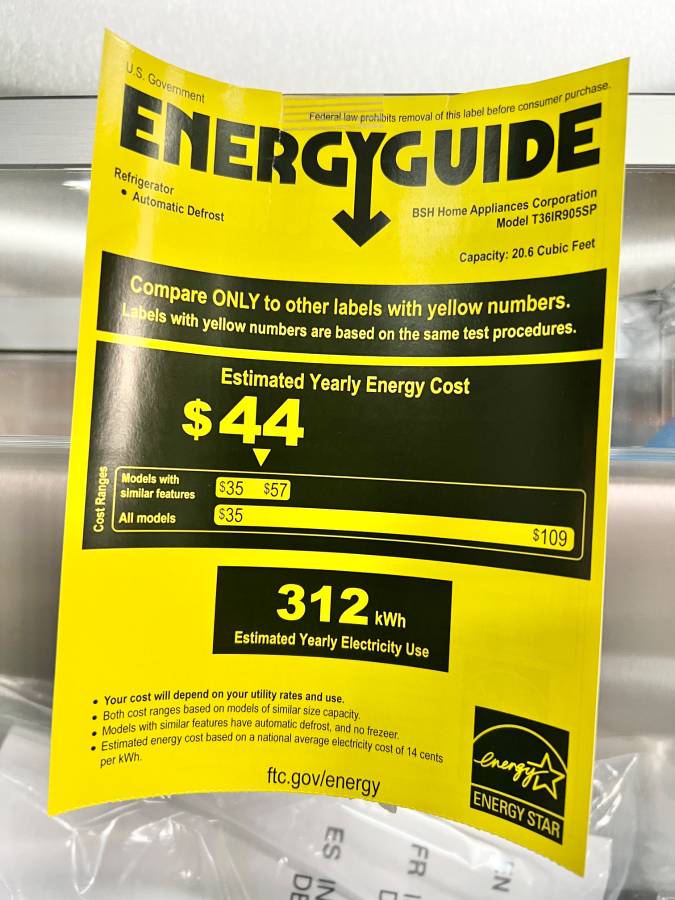 U.S. Government
Federal law prohibits removal of this label before consumer purchase.
ENERGYGUIDE
Refrigerator
• Automatic Defrost
BSH Home Appliances Corporation
Model T36IR905SP
Capacity: 20.6 Cubic Feet
Compare ONLY to other labels with yellow numbers.
Labels with yellow numbers are based on the same test procedures.
Estimated Yearly Energy Cost
$44
Cost Ranges
Models with
similar features
$35 $57
All models
$35
$109
312 kWh
Estimated Yearly Electricity Use
• Your cost will depend on your utility rates and use.
• Both cost ranges based on models of similar size capacity.
• Models with similar features have automatic defrost, and no freezer.
• Estimated energy cost based on a national average electricity cost of 14 cents
per kWh.
ftc.gov/energy
energy
ENERGY STAR
EN
FR
ES IN
DE